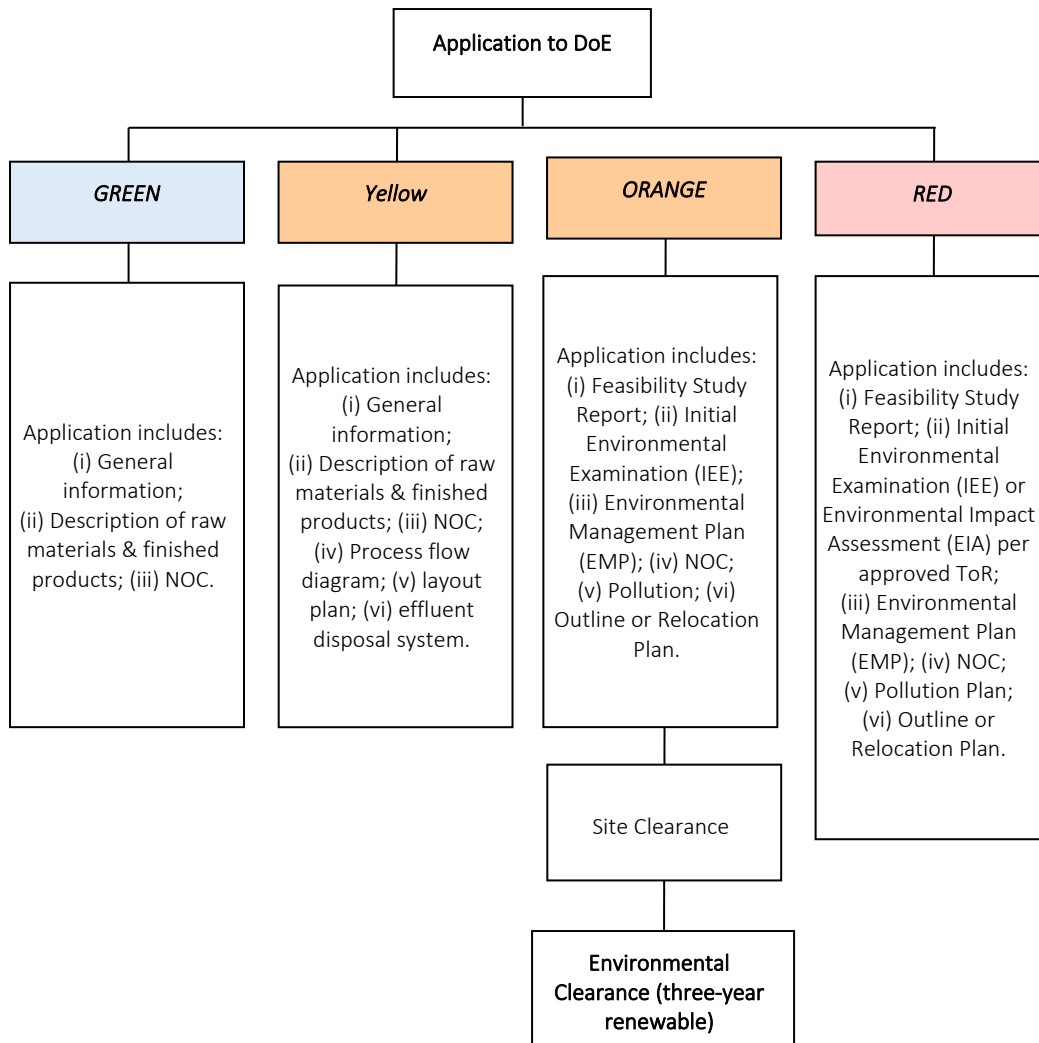 Application to DoE
GREEN
Yellow
ORANGE
RED
Application includes:
(i) General
information;
(ii) Description of raw
materials & finished
products; (iii) NOC.
Application includes:
(i) General
information;
(ii) Description of raw
materials & finished
products; (iii) NOC;
(iv) Process flow
diagram; (v) layout
plan; (vi) effluent
disposal system.
Application includes:
(i) Feasibility Study
Report; (ii) Initial
Environmental
Examination (IEE);
(iii) Environmental
Management Plan
(EMP); (iv) NOC;
(v) Pollution; (vi)
Outline or Relocation
Plan.
Application includes:
(i) Feasibility Study
Report; (ii) Initial
Environmental
Examination (IEE) or
Environmental Impact
Assessment (EIA) per
approved ToR;
(iii) Environmental
Management Plan
(EMP); (iv) NOC;
(v) Pollution Plan;
(vi) Outline or
Relocation Plan.
Site Clearance
Environmental
Clearance (three-year
renewable)